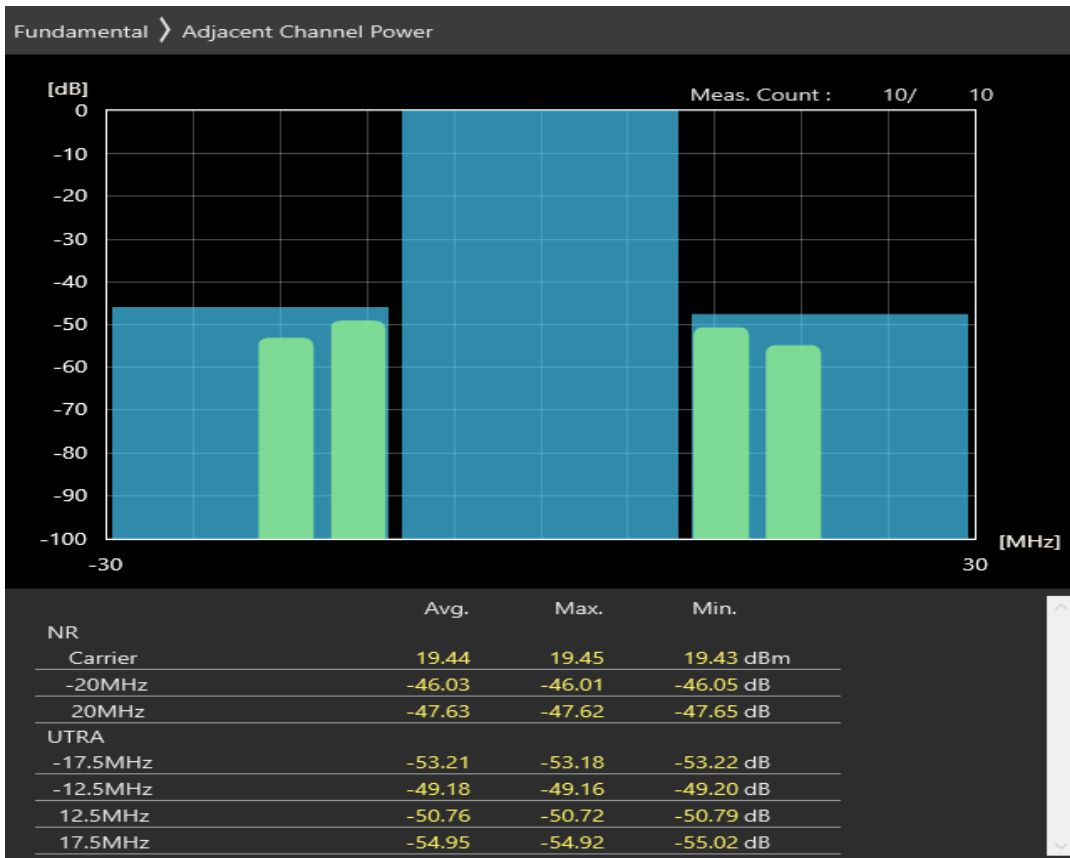 Fundamental 〉 Adjacent Channel Power
[dB]
Meas. Count : 10/ 10
0
-10
-20
-30
-40
-50
-60
-70
-80
-90
-100
[MHz]
-30 30
Avg. Max. Min.
NR
Carrier 19.44 19.45 19.43 dBm
-20MHz -46.03 -46.01 -46.05 dB
20MHz -47.63 -47.62 -47.65 dB
UTRA
-17.5MHz -53.21 -53.18 -53.22 dB
-12.5MHz -49.18 -49.16 -49.20 dB
12.5MHz -50.76 -50.72 -50.79 dB
17.5MHz -54.95 -54.92 -55.02 dB